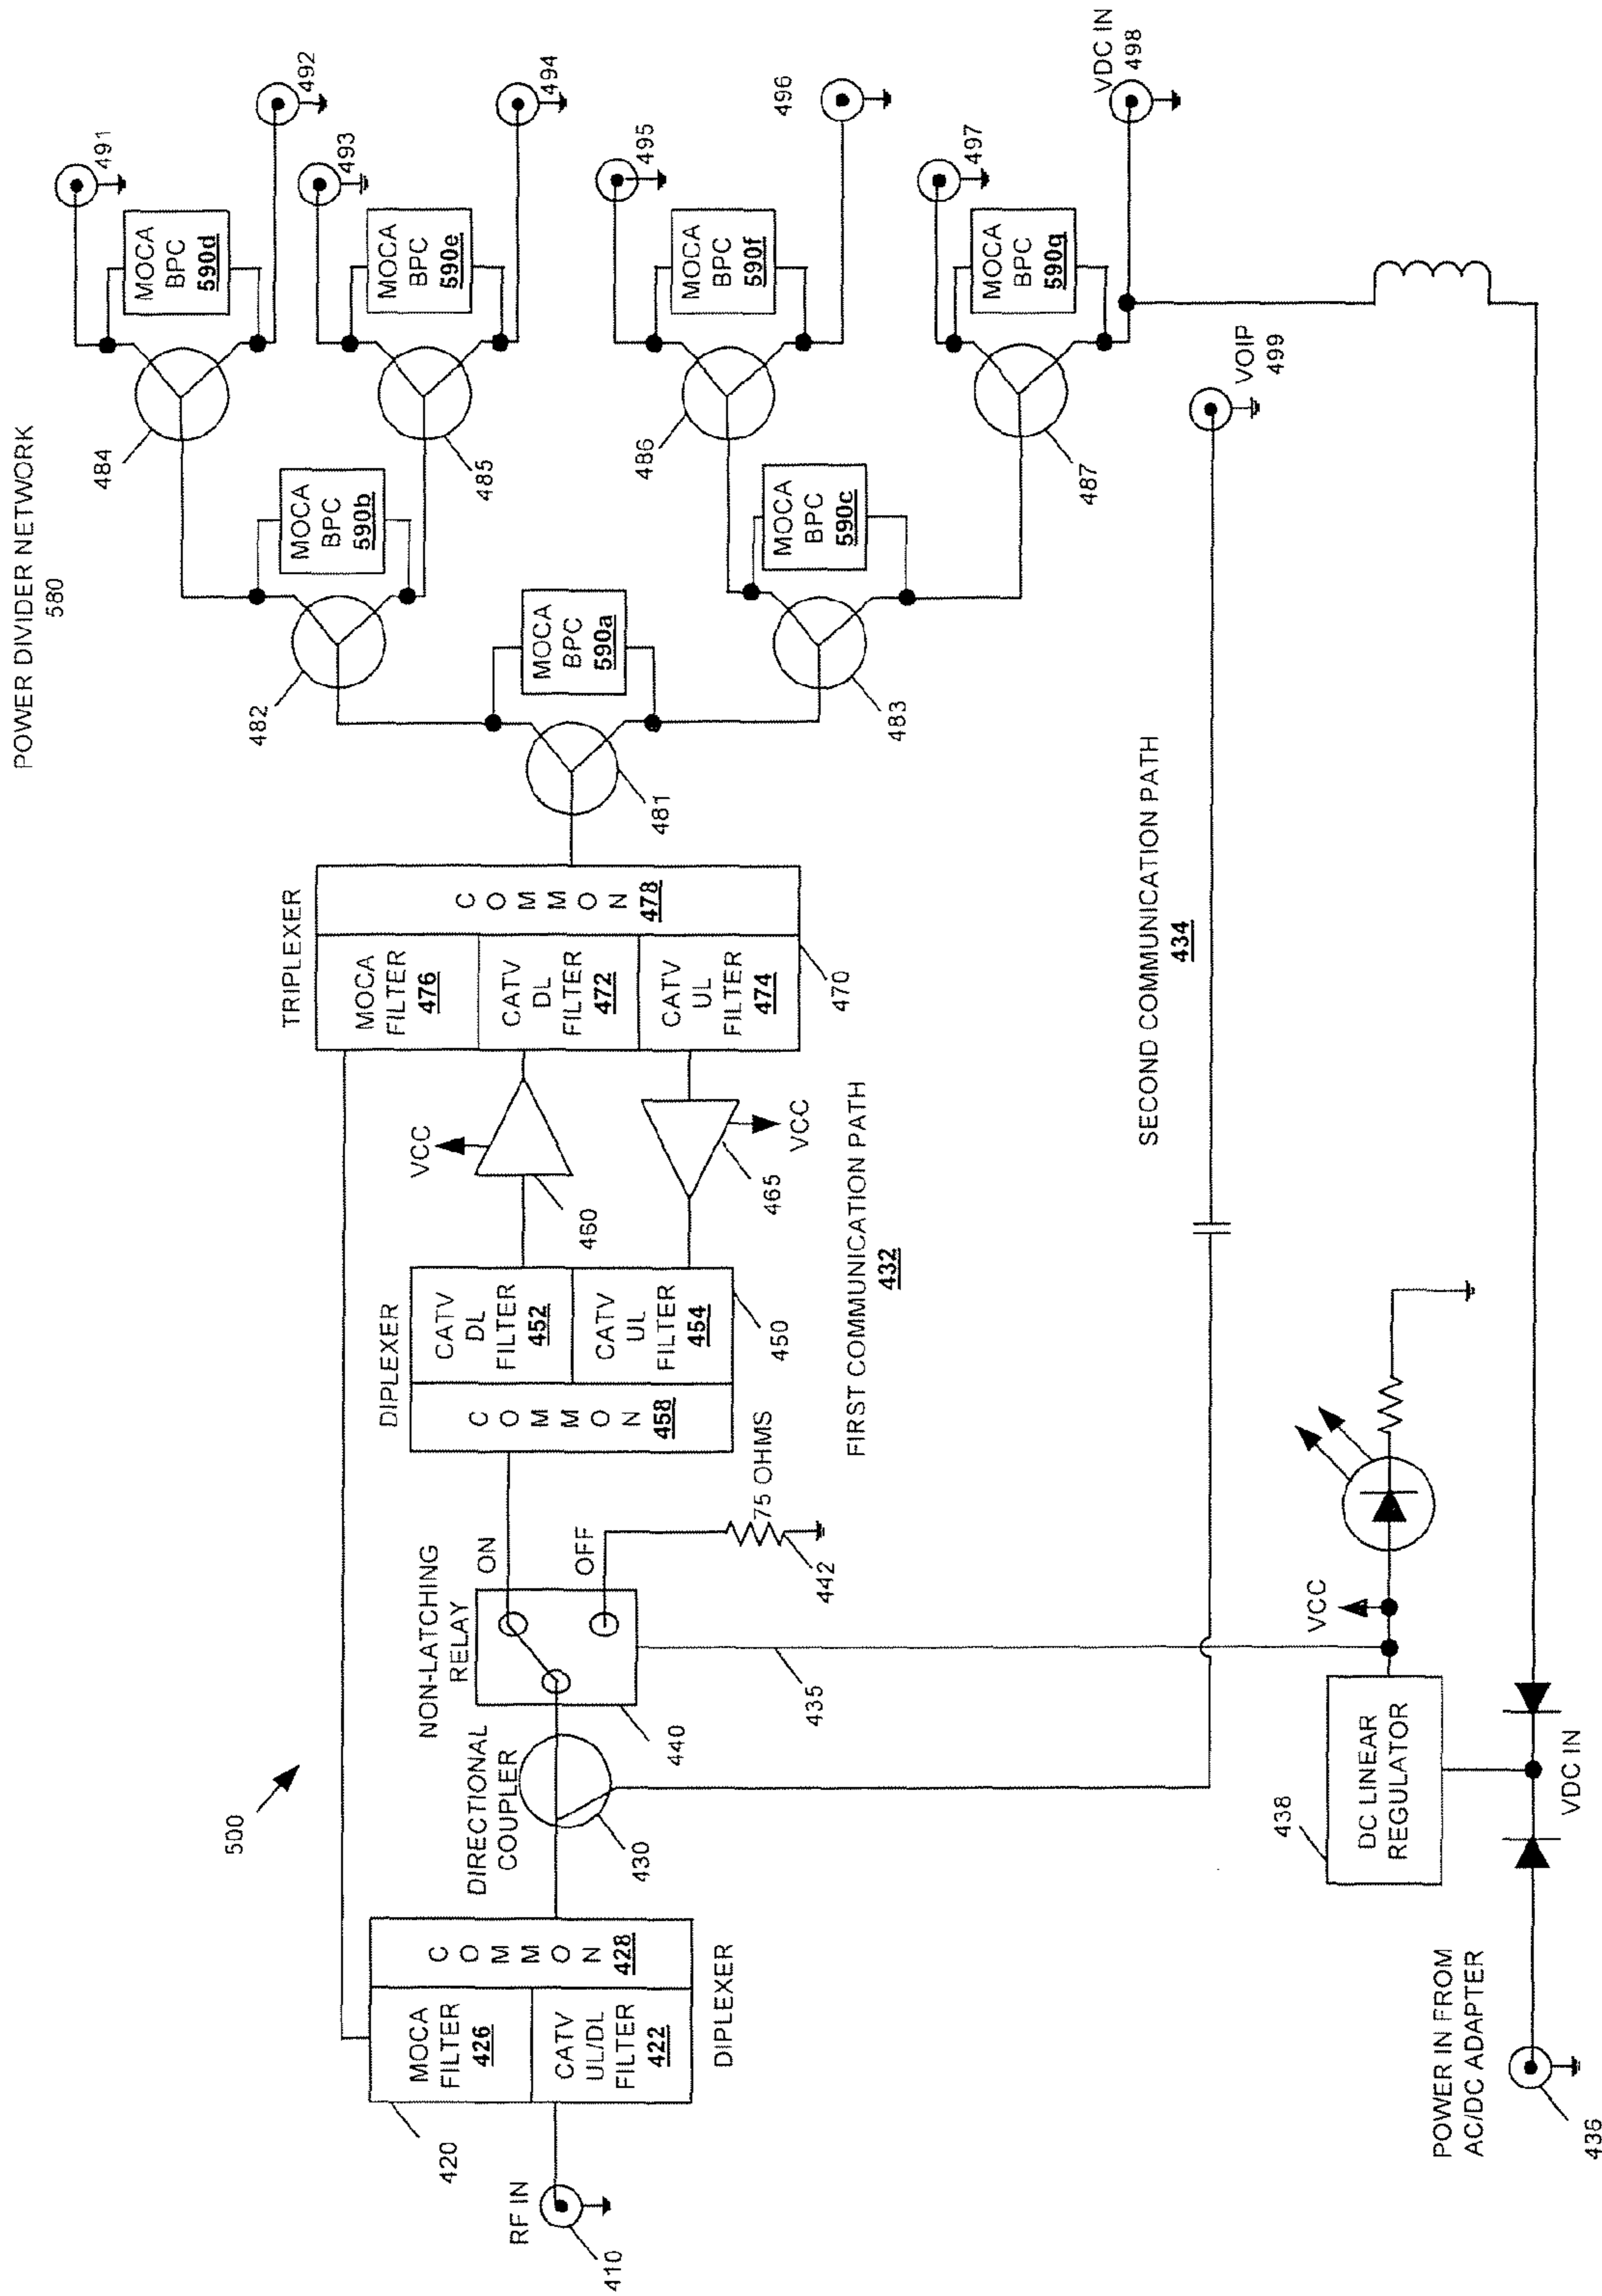 POWER DIVIDER NETWORK
580
500
RF IN
410
420
MOCA
FILTER
426
CATV
UL/DL
FILTER
422
COMMON
428
DIPLEXER
DIRECTIONAL
COUPLER
430
NON-LATCHING
RELAY
440
ON
OFF
442
75 OHMS
435
DIPLEXER
COMMON
458
CATV
DL
FILTER
452
CATV
UL
FILTER
454
450
VCC
460
465
VCC
FIRST COMMUNICATION PATH
432
TRIPLEXER
MOCA
FILTER
476
CATV
DL
FILTER
472
CATV
UL
FILTER
474
COMMON
478
470
481
MOCA
BPC
590a
482
MOCA
BPC
590b
483
MOCA
BPC
590c
484
MOCA
BPC
590d
485
MOCA
BPC
590e
486
MOCA
BPC
590f
487
MOCA
BPC
590g
491
492
493
494
495
496
497
VDC IN
498
VOIP
499
SECOND COMMUNICATION PATH
434
VCC
438
DC LINEAR
REGULATOR
VDC IN
POWER IN FROM
AC/DC ADAPTER
436